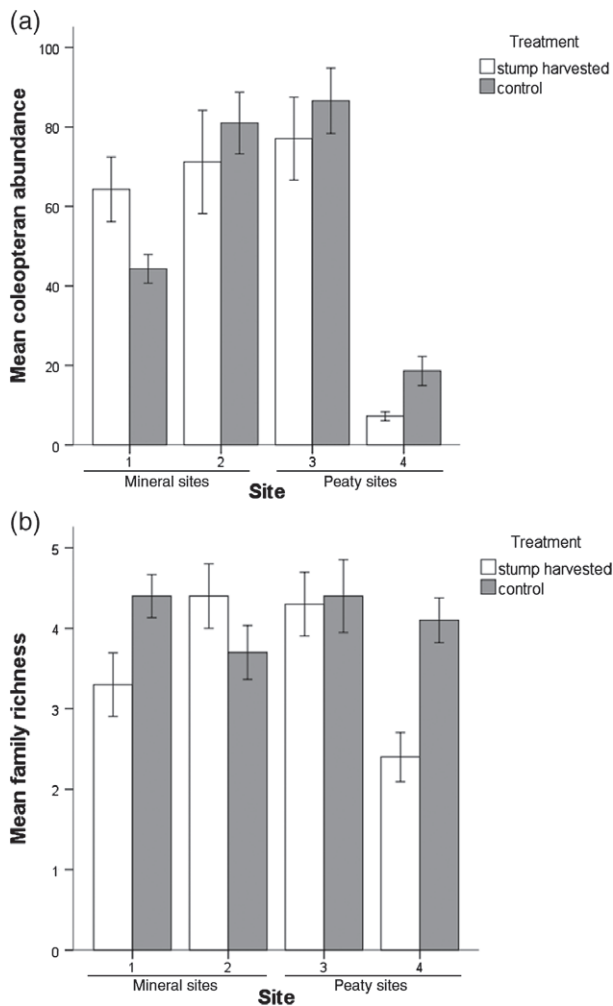 (a)
Treatment
stump harvested
control
Mean coleopteran abundance
100
80
60
40
20
0
1 2 3 4
Mineral sites Peaty sites
Site
(b)
Treatment
stump harvested
control
Mean family richness
5
4
3
2
1
0
1 2 3 4
Mineral sites Peaty sites
Site